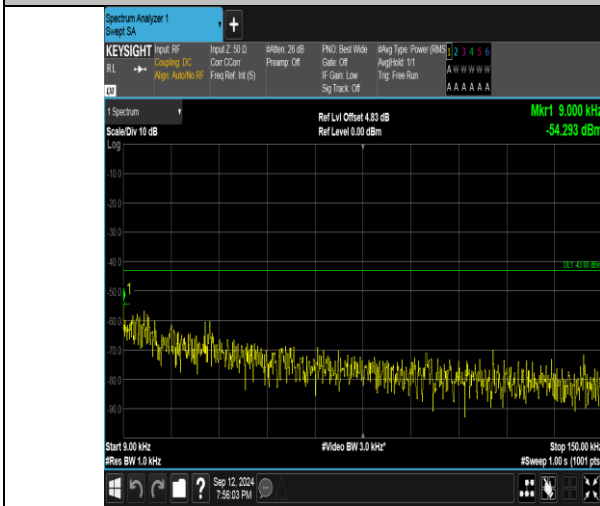 Spectrum Analyzer 1
Swept SA
+
KEYSIGHT Input: RF Input Z: 50 Ω #Atten: 26 dB PNO: Best Wide #Avg Type: Power (RMS 1 2 3 4 5 6
RL Coupling: DC Corr CCorr Preamp: Off Gate: Off Avg|Hold: 1/1 A W W W W W
Align: Auto/No RF Freq Ref: Int (S) IF Gain: Low Trig: Free Run
Sig Track: Off A A A A A A
1 Spectrum Ref Lvl Offset 4.83 dB Mkr1 9.000 kHz
Scale/Div 10 dB Ref Level 0.00 dBm -54.293 dBm
Log
-10.0
-20.0
-30.0
-40.0
DL1 -43.00 dBm
-50.0
1
-60.0
-70.0
-80.0
-90.0
Start 9.00 kHz #Video BW 3.0 kHz* Stop 150.00 kHz
#Res BW 1.0 kHz #Sweep 1.00 s (1001 pts
? Sep 12, 2024
7:56:03 PM